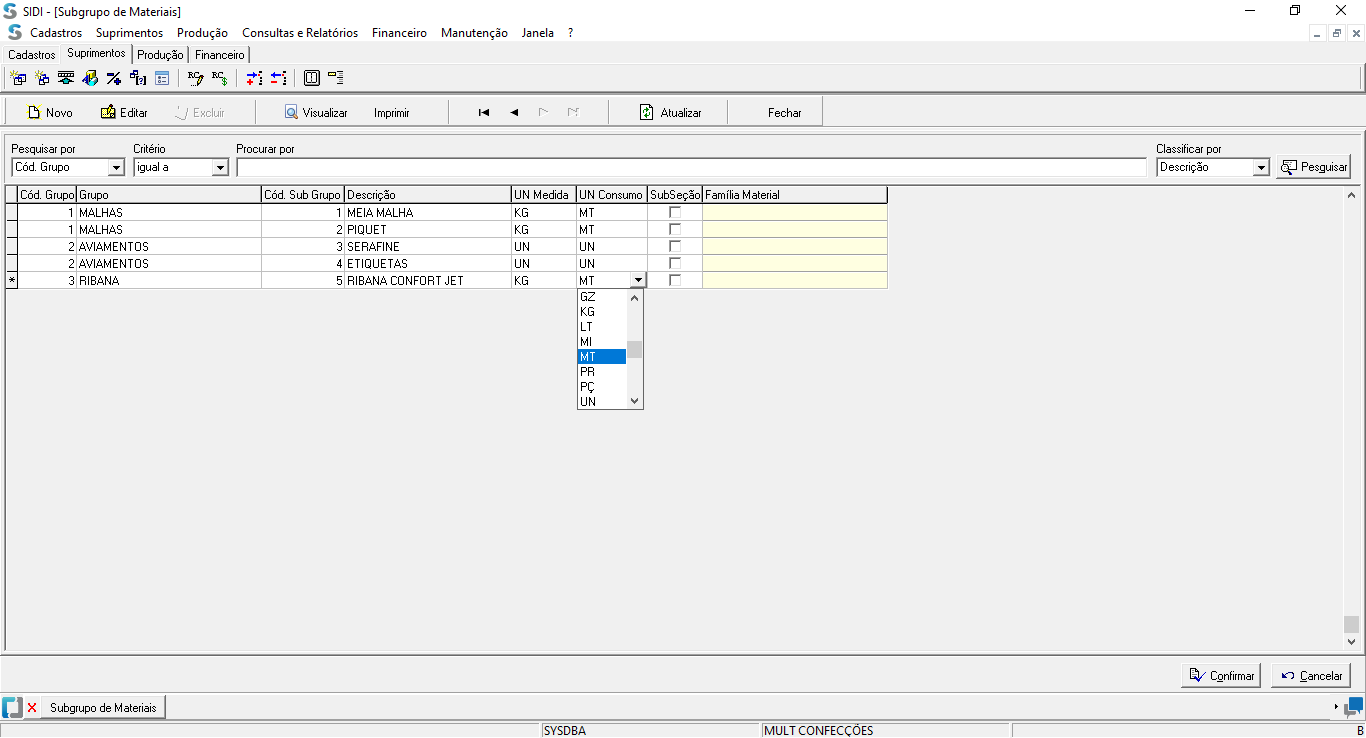 SIDI - [Subgrupo de Materiais]
Cadastros Suprimentos Produção Consultas e Relatórios Financeiro Manutenção Janela ?
Cadastros Suprimentos Produção Financeiro
Novo Editar Excluir Visualizar Imprimir Atualizar Fechar
Pesquisar por Critério Procurar por Classificar por
Cód. Grupo igual a Descrição Pesquisar
Cód. Grupo Grupo Cód. Sub Grupo Descrição UN Medida UN Consumo SubSeção Família Material
1 MALHAS 1 MEIA MALHA KG MT
1 MALHAS 2 PIQUET KG MT
2 AVIAMENTOS 3 SERAFINE UN UN
2 AVIAMENTOS 4 ETIQUETAS UN UN
* 3 RIBANA 5 RIBANA CONFORT JET KG MT
GZ
KG
LT
MI
MT
PR
PÇ
UN
Confirmar Cancelar
Subgrupo de Materiais
SYSDBA MULT CONFECÇÕES B